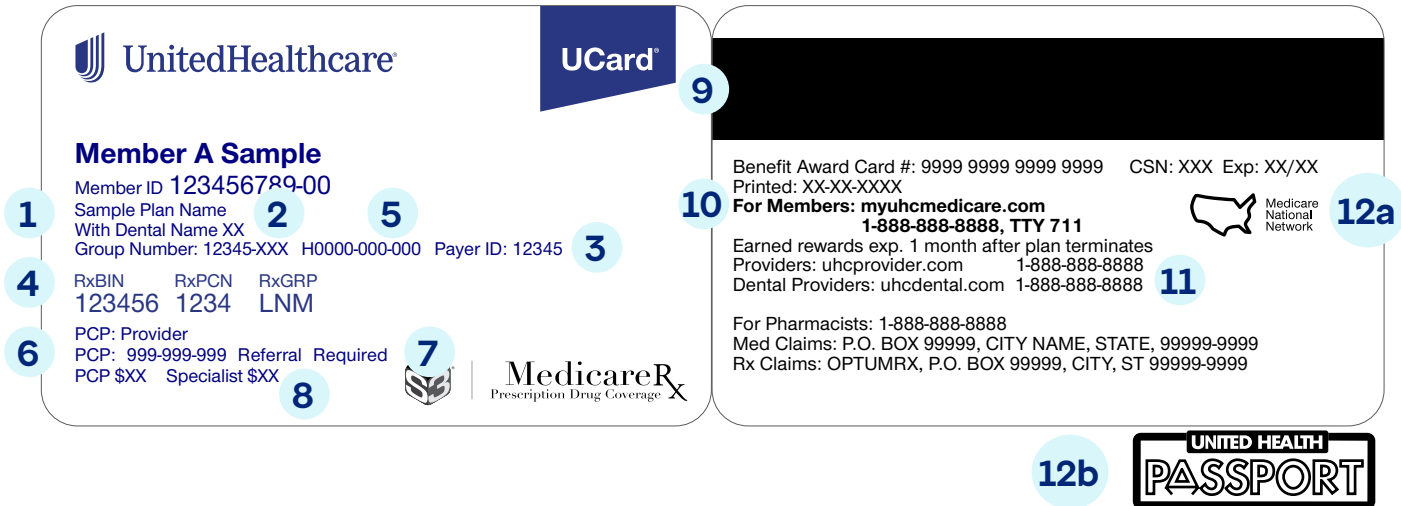 UnitedHealthcare®
UCard®
9
Member A Sample
Member ID 123456789-00
1
Sample Plan Name
2
5
With Dental Name XX
Group Number: 12345-XXX H0000-000-000 Payer ID: 12345
3
4
RxBIN RxPCN RxGRP
123456 1234 LNM
PCP: Provider
6
PCP: 999-999-999 Referral Required
7
PCP $XX Specialist $XX
8
S3
MedicareRx
Prescription Drug Coverage
Benefit Award Card #: 9999 9999 9999 9999 CSN: XXX Exp: XX/XX
Printed: XX-XX-XXXX
10
For Members: myuhcmedicare.com
1-888-888-8888, TTY 711
Medicare
National
Network
12a
Earned rewards exp. 1 month after plan terminates
Providers: uhcprovider.com 1-888-888-8888
Dental Providers: uhcdental.com 1-888-888-8888
11
For Pharmacists: 1-888-888-8888
Med Claims: P.O. BOX 99999, CITY NAME, STATE, 99999-9999
Rx Claims: OPTUMRX, P.O. BOX 99999, CITY, ST 99999-9999
12b
UNITED HEALTH
PASSPORT